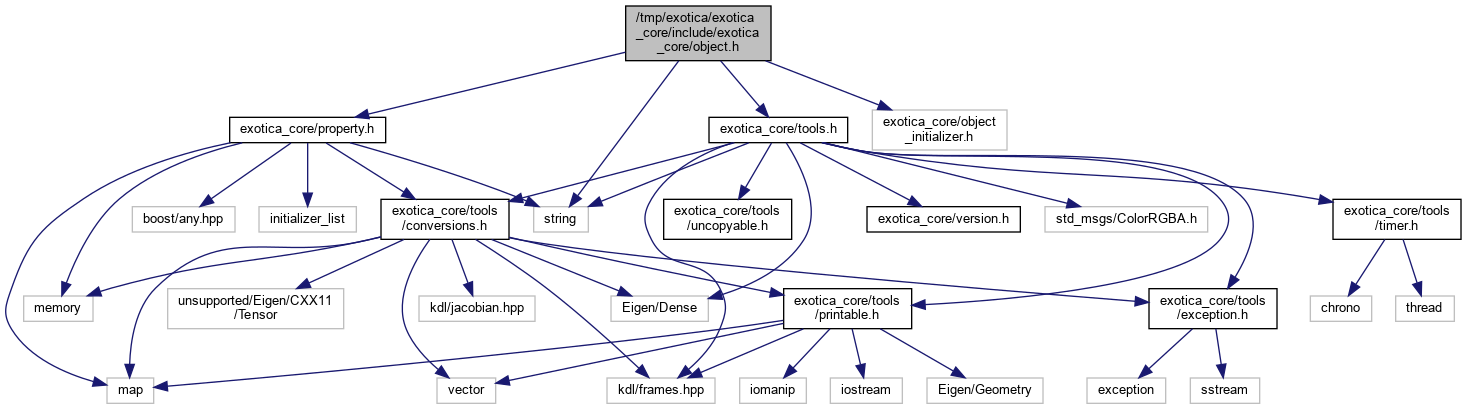 /tmp/exotica/exotica
_core/include/exotica
_core/object.h
exotica_core/property.h
exotica_core/tools.h
exotica_core/object
_initializer.h
boost/any.hpp
initializer_list
exotica_core/tools
/conversions.h
string
exotica_core/tools
/uncopyable.h
exotica_core/version.h
std_msgs/ColorRGBA.h
exotica_core/tools
/timer.h
memory
unsupported/Eigen/CXX11
/Tensor
kdl/jacobian.hpp
Eigen/Dense
exotica_core/tools
/printable.h
exotica_core/tools
/exception.h
chrono
thread
map
vector
kdl/frames.hpp
iomanip
iostream
Eigen/Geometry
exception
sstream